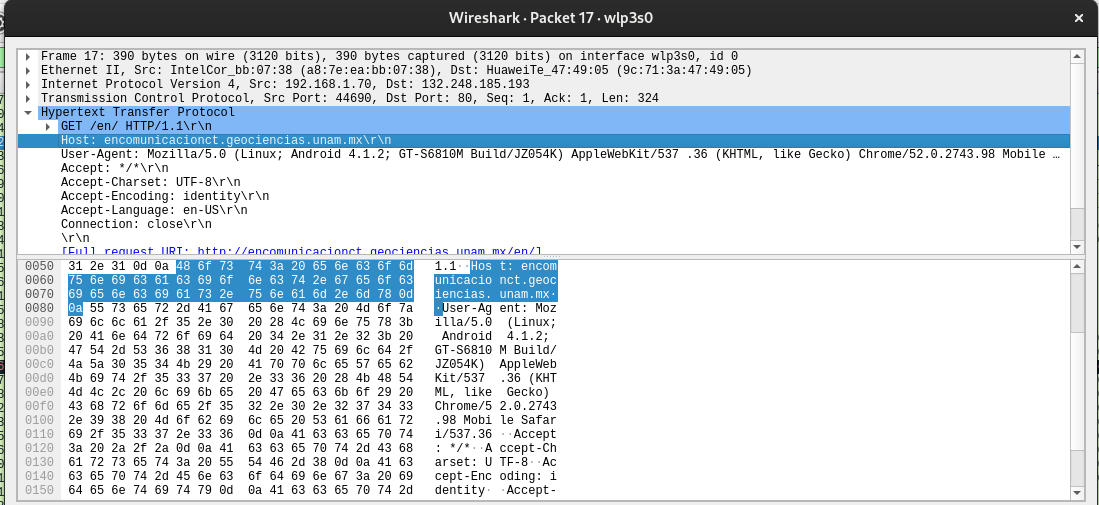 Wireshark · Packet 17 · wlp3s0
Frame 17: 390 bytes on wire (3120 bits), 390 bytes captured (3120 bits) on interface wlp3s0, id 0
Ethernet II, Src: IntelCor_bb:07:38 (a8:7e:ea:bb:07:38), Dst: HuaweiTe_47:49:05 (9c:71:3a:47:49:05)
Internet Protocol Version 4, Src: 192.168.1.70, Dst: 132.248.185.193
Transmission Control Protocol, Src Port: 44690, Dst Port: 80, Seq: 1, Ack: 1, Len: 324
Hypertext Transfer Protocol
GET /en/ HTTP/1.1\r\n
Host: encomunicacionct.geociencias.unam.mx\r\n
User-Agent: Mozilla/5.0 (Linux; Android 4.1.2; GT-S6810M Build/JZ054K) AppleWebKit/537 .36 (KHTML, like Gecko) Chrome/52.0.2743.98 Mobile …
Accept: */*\r\n
Accept-Charset: UTF-8\r\n
Accept-Encoding: identity\r\n
Accept-Language: en-US\r\n
Connection: close\r\n
\r\n
[Full request URI: http://encomunicacionct.geociencias.unam.mx/en/]
0050 31 2e 31 0d 0a 48 6f 73 74 3a 20 65 6e 63 6f 6d 1.1··Hos t: encom
0060 75 6e 69 63 61 63 69 6f 6e 63 74 2e 67 65 6f 63 unicacio nct.geoc
0070 69 65 6e 63 69 61 73 2e 75 6e 61 6d 2e 6d 78 0d iencias. unam.mx·
0080 0a 55 73 65 72 2d 41 67 65 6e 74 3a 20 4d 6f 7a ·User-Ag ent: Moz
0090 69 6c 6c 61 2f 35 2e 30 20 28 4c 69 6e 75 78 3b illa/5.0 (Linux;
00a0 20 41 6e 64 72 6f 69 64 20 34 2e 31 2e 32 3b 20 Android 4.1.2;
00b0 47 54 2d 53 36 38 31 30 4d 20 42 75 69 6c 64 2f GT-S6810 M Build/
00c0 4a 5a 30 35 34 4b 29 20 41 70 70 6c 65 57 65 62 JZ054K) AppleWeb
00d0 4b 69 74 2f 35 33 37 20 2e 33 36 20 28 4b 48 54 Kit/537 .36 (KHT
00e0 4d 4c 2c 20 6c 69 6b 65 20 47 65 63 6b 6f 29 20 ML, like Gecko)
00f0 43 68 72 6f 6d 65 2f 35 32 2e 30 2e 32 37 34 33 Chrome/5 2.0.2743
0100 2e 39 38 20 4d 6f 62 69 6c 65 20 53 61 66 61 72 .98 Mobi le Safar
0110 69 2f 35 33 37 2e 33 36 0d 0a 41 63 63 65 70 74 i/537.36 ··Accept
0120 3a 20 2a 2f 2a 0d 0a 41 63 63 65 70 74 2d 43 68 : */*··A ccept-Ch
0130 61 72 73 65 74 3a 20 55 54 46 2d 38 0d 0a 41 63 arset: U TF-8··Ac
0140 63 65 70 74 2d 45 6e 63 6f 64 69 6e 67 3a 20 69 cept-Enc oding: i
0150 64 65 6e 74 69 74 79 0d 0a 41 63 63 65 70 74 2d dentity· ·Accept-